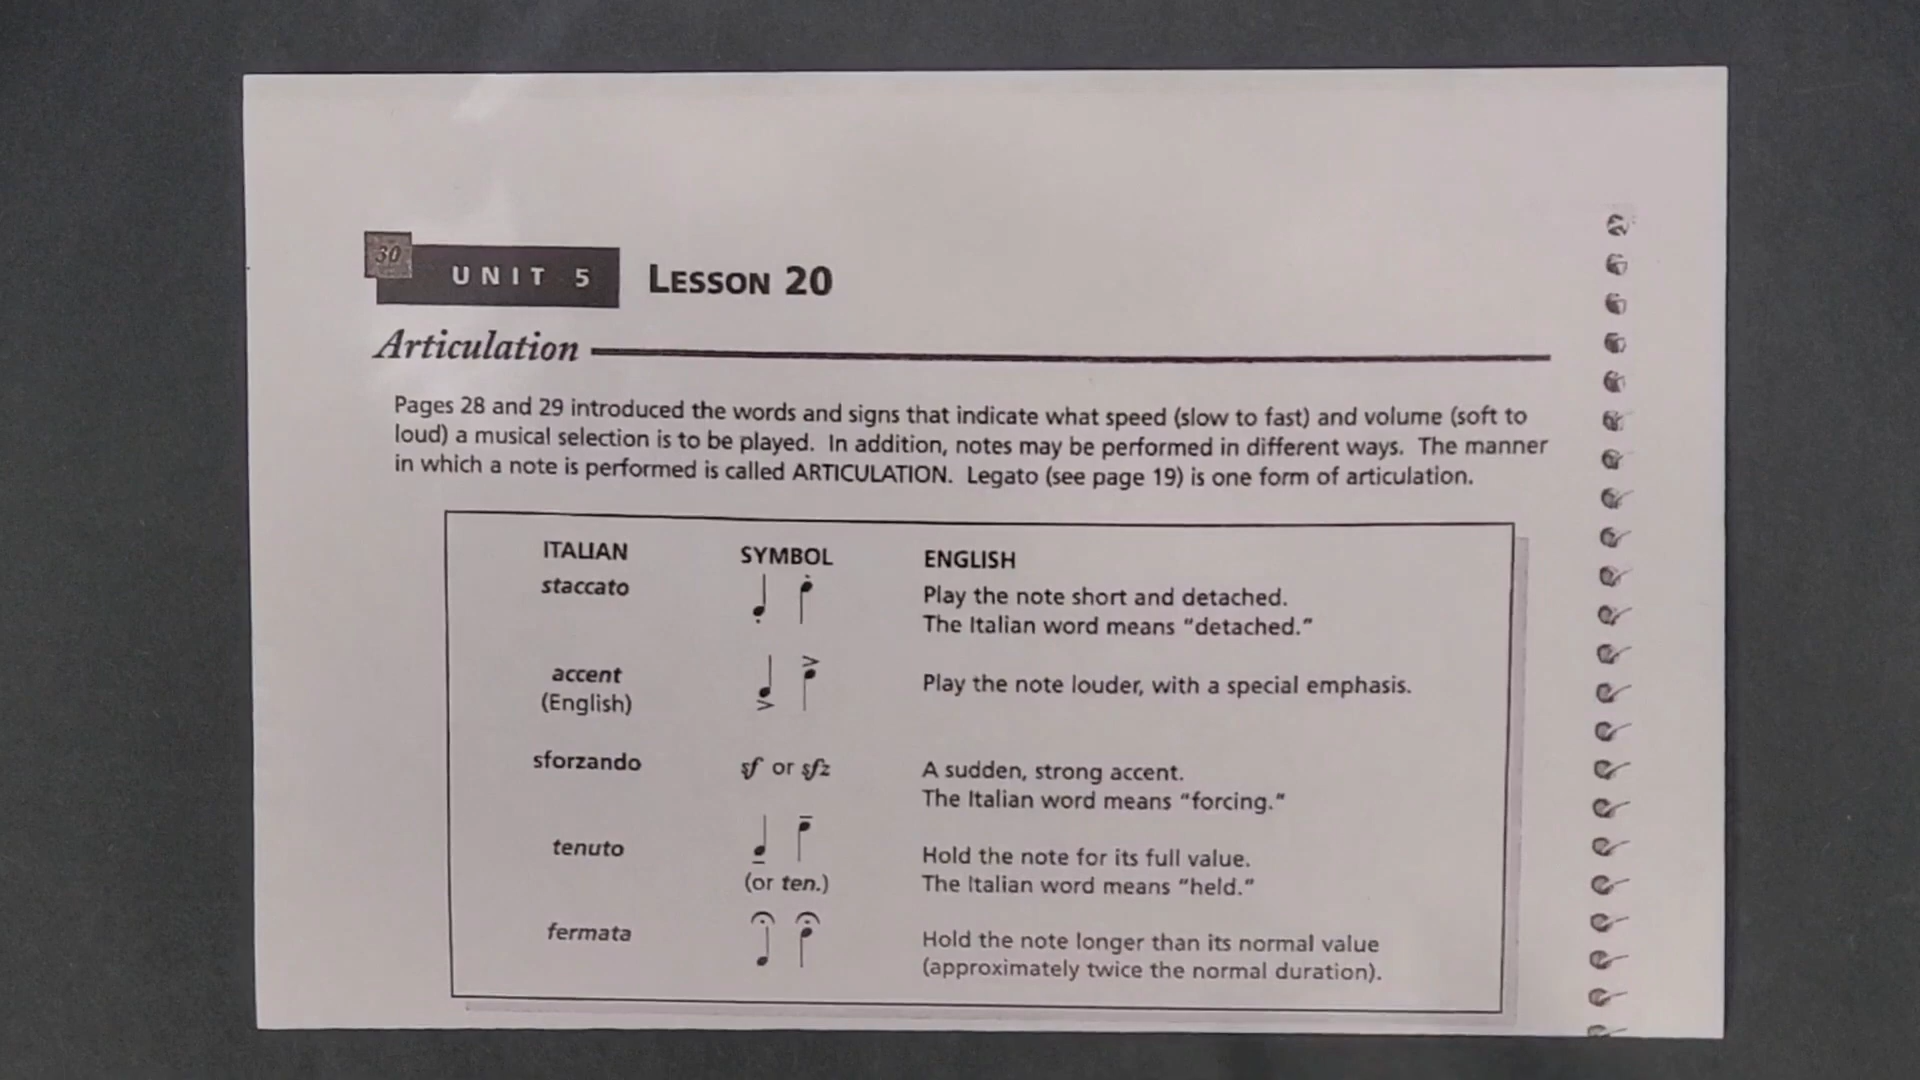 30
UNIT 5 LESSON 20
Articulation
Pages 28 and 29 introduced the words and signs that indicate what speed (slow to fast) and volume (soft to
loud) a musical selection is to be played. In addition, notes may be performed in different ways. The manner
in which a note is performed is called ARTICULATION. Legato (see page 19) is one form of articulation.
ITALIAN SYMBOL ENGLISH
staccato Play the note short and detached.
The Italian word means “detached.”
accent Play the note louder, with a special emphasis.
(English)
sforzando sf or sfz A sudden, strong accent.
The Italian word means “forcing.”
tenuto Hold the note for its full value.
(or ten.) The Italian word means “held.”
fermata Hold the note longer than its normal value
(approximately twice the normal duration).